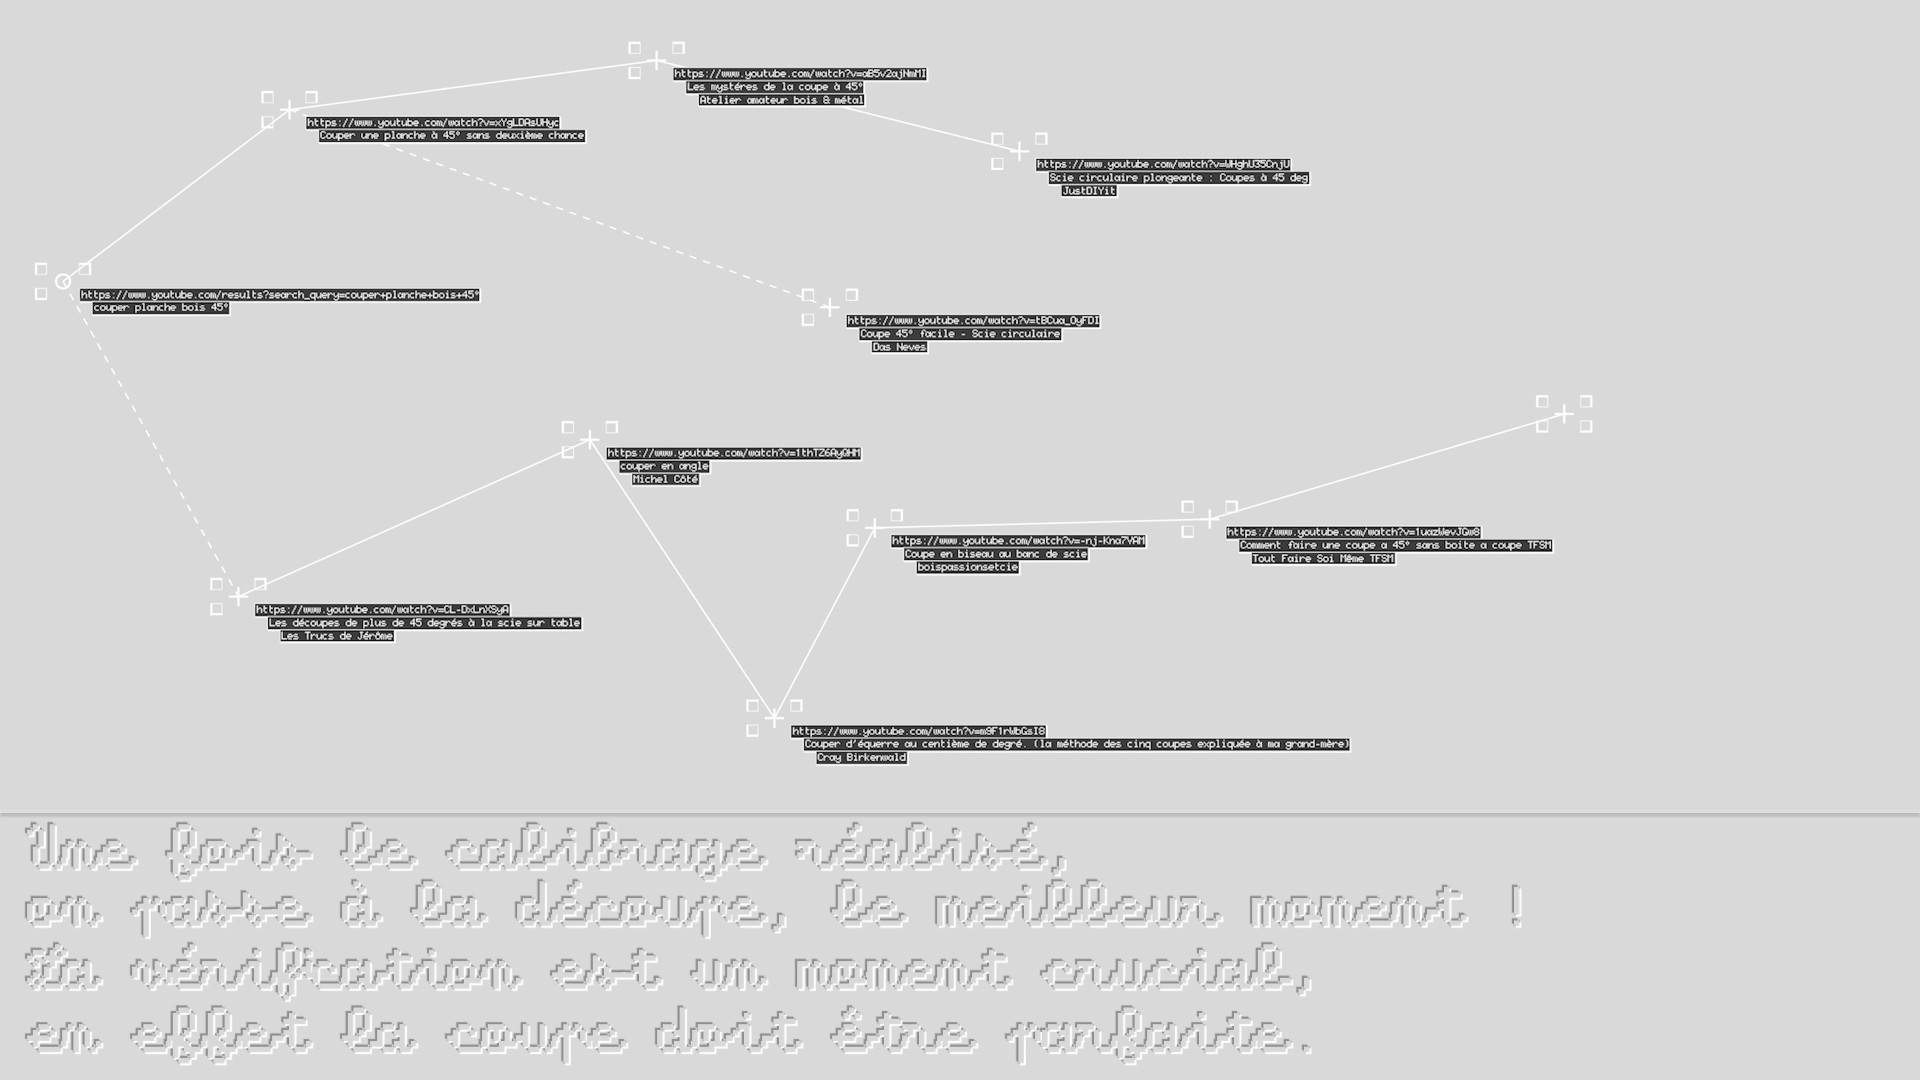 https://www.youtube.com/watch?v=oB5v2ajNmMI
Les mystéres de la coupe à 45°
Atelier amateur bois & métal
https://www.youtube.com/watch?v=xYgLDAsUHyc
Couper une planche à 45° sans deuxième chance
https://www.youtube.com/watch?v=WHghU35CnjU
Scie circulaire plongeante : Coupes à 45 deg
JustDIYit
https://www.youtube.com/results?search_query=couper+planche+bois+45°
couper planche bois 45°
https://www.youtube.com/watch?v=tBCua_OyFDI
Coupe 45° facile - Scie circulaire
Das Neves
https://www.youtube.com/watch?v=1thTZ6AyQHM
couper en angle
Michel Côté
https://www.youtube.com/watch?v=-nj-Kna7YAM
Coupe en biseau au banc de scie
boispassionsetcie
https://www.youtube.com/watch?v=1uazWevJGw8
Comment faire une coupe a 45° sans boite a coupe TFSM
Tout Faire Soi Même TFSM
https://www.youtube.com/watch?v=CL-DxLnXSyA
Les découpes de plus de 45 degrés à la scie sur table
Les Trucs de Jérôme
https://www.youtube.com/watch?v=m9F1rWbGsI8
Couper d'équerre au centième de degré. (la méthode des cinq coupes expliquée à ma grand-mère)
Cray Birkenwald
Une fois le calibrage réalisé,
on passe à la découpe, le meilleur moment !
La vérification est un moment crucial,
en effet la coupe doit être parfaite.